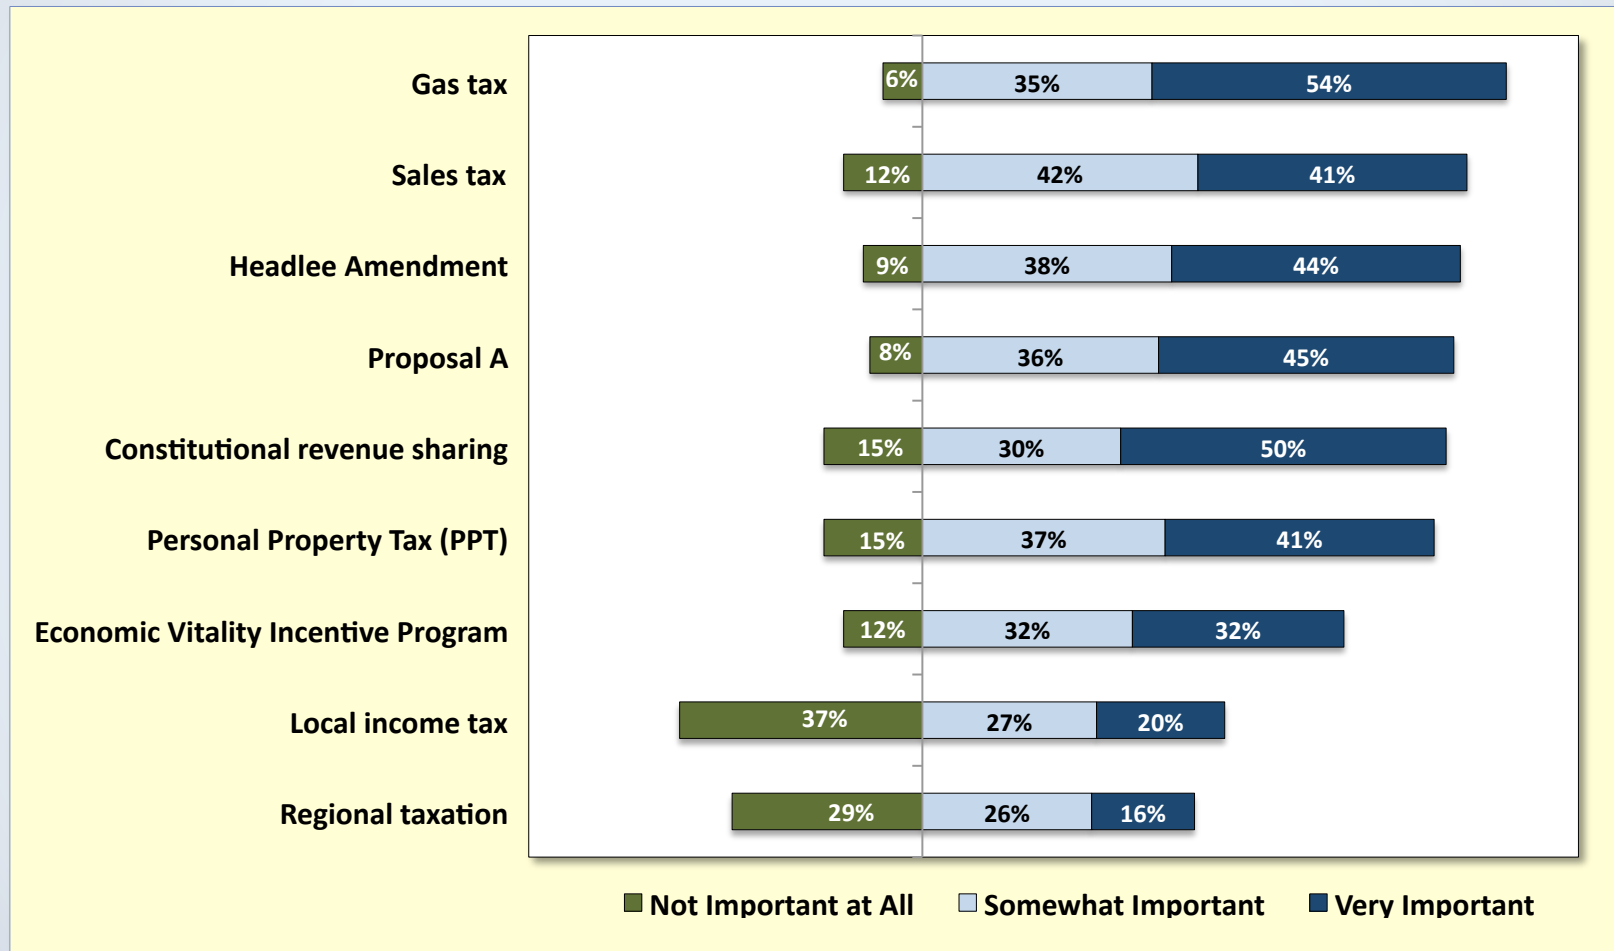 Gas tax 6% 35% 54%
Sales tax 12% 42% 41%
Headlee Amendment 9% 38% 44%
Proposal A 8% 36% 45%
Constitutional revenue sharing 15% 30% 50%
Personal Property Tax (PPT) 15% 37% 41%
Economic Vitality Incentive Program 12% 32% 32%
Local income tax 37% 27% 20%
Regional taxation 29% 26% 16%
Not Important at All Somewhat Important Very Important